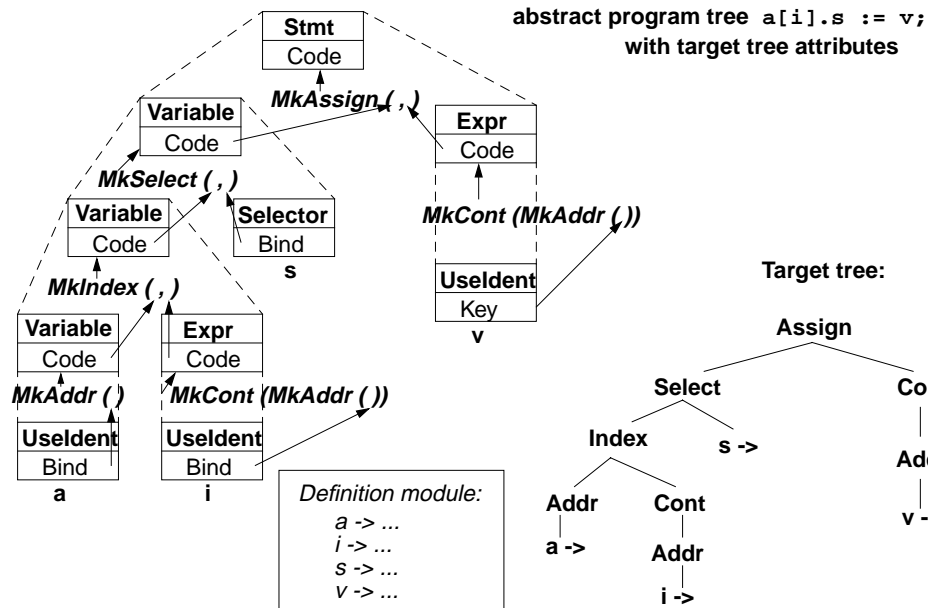 abstract program tree a[i].s := v;
with target tree attributes
Stmt
Code
MkAssign ( , )
Variable
Code
Expr
Code
MkSelect ( , )
Variable
Code
Selector
Bind
s
MkCont (MkAddr ( ))
MkIndex ( , )
UseIdent
Key
v
Variable
Code
Expr
Code
MkAddr ( )
MkCont (MkAddr ( ))
UseIdent
Bind
a
UseIdent
Bind
i
Definition module:
a -> ...
i -> ...
s -> ...
v -> ...
Target tree:
Assign
Select
Co
Index
s ->
Add
Addr
Cont
v -
a ->
Addr
i ->